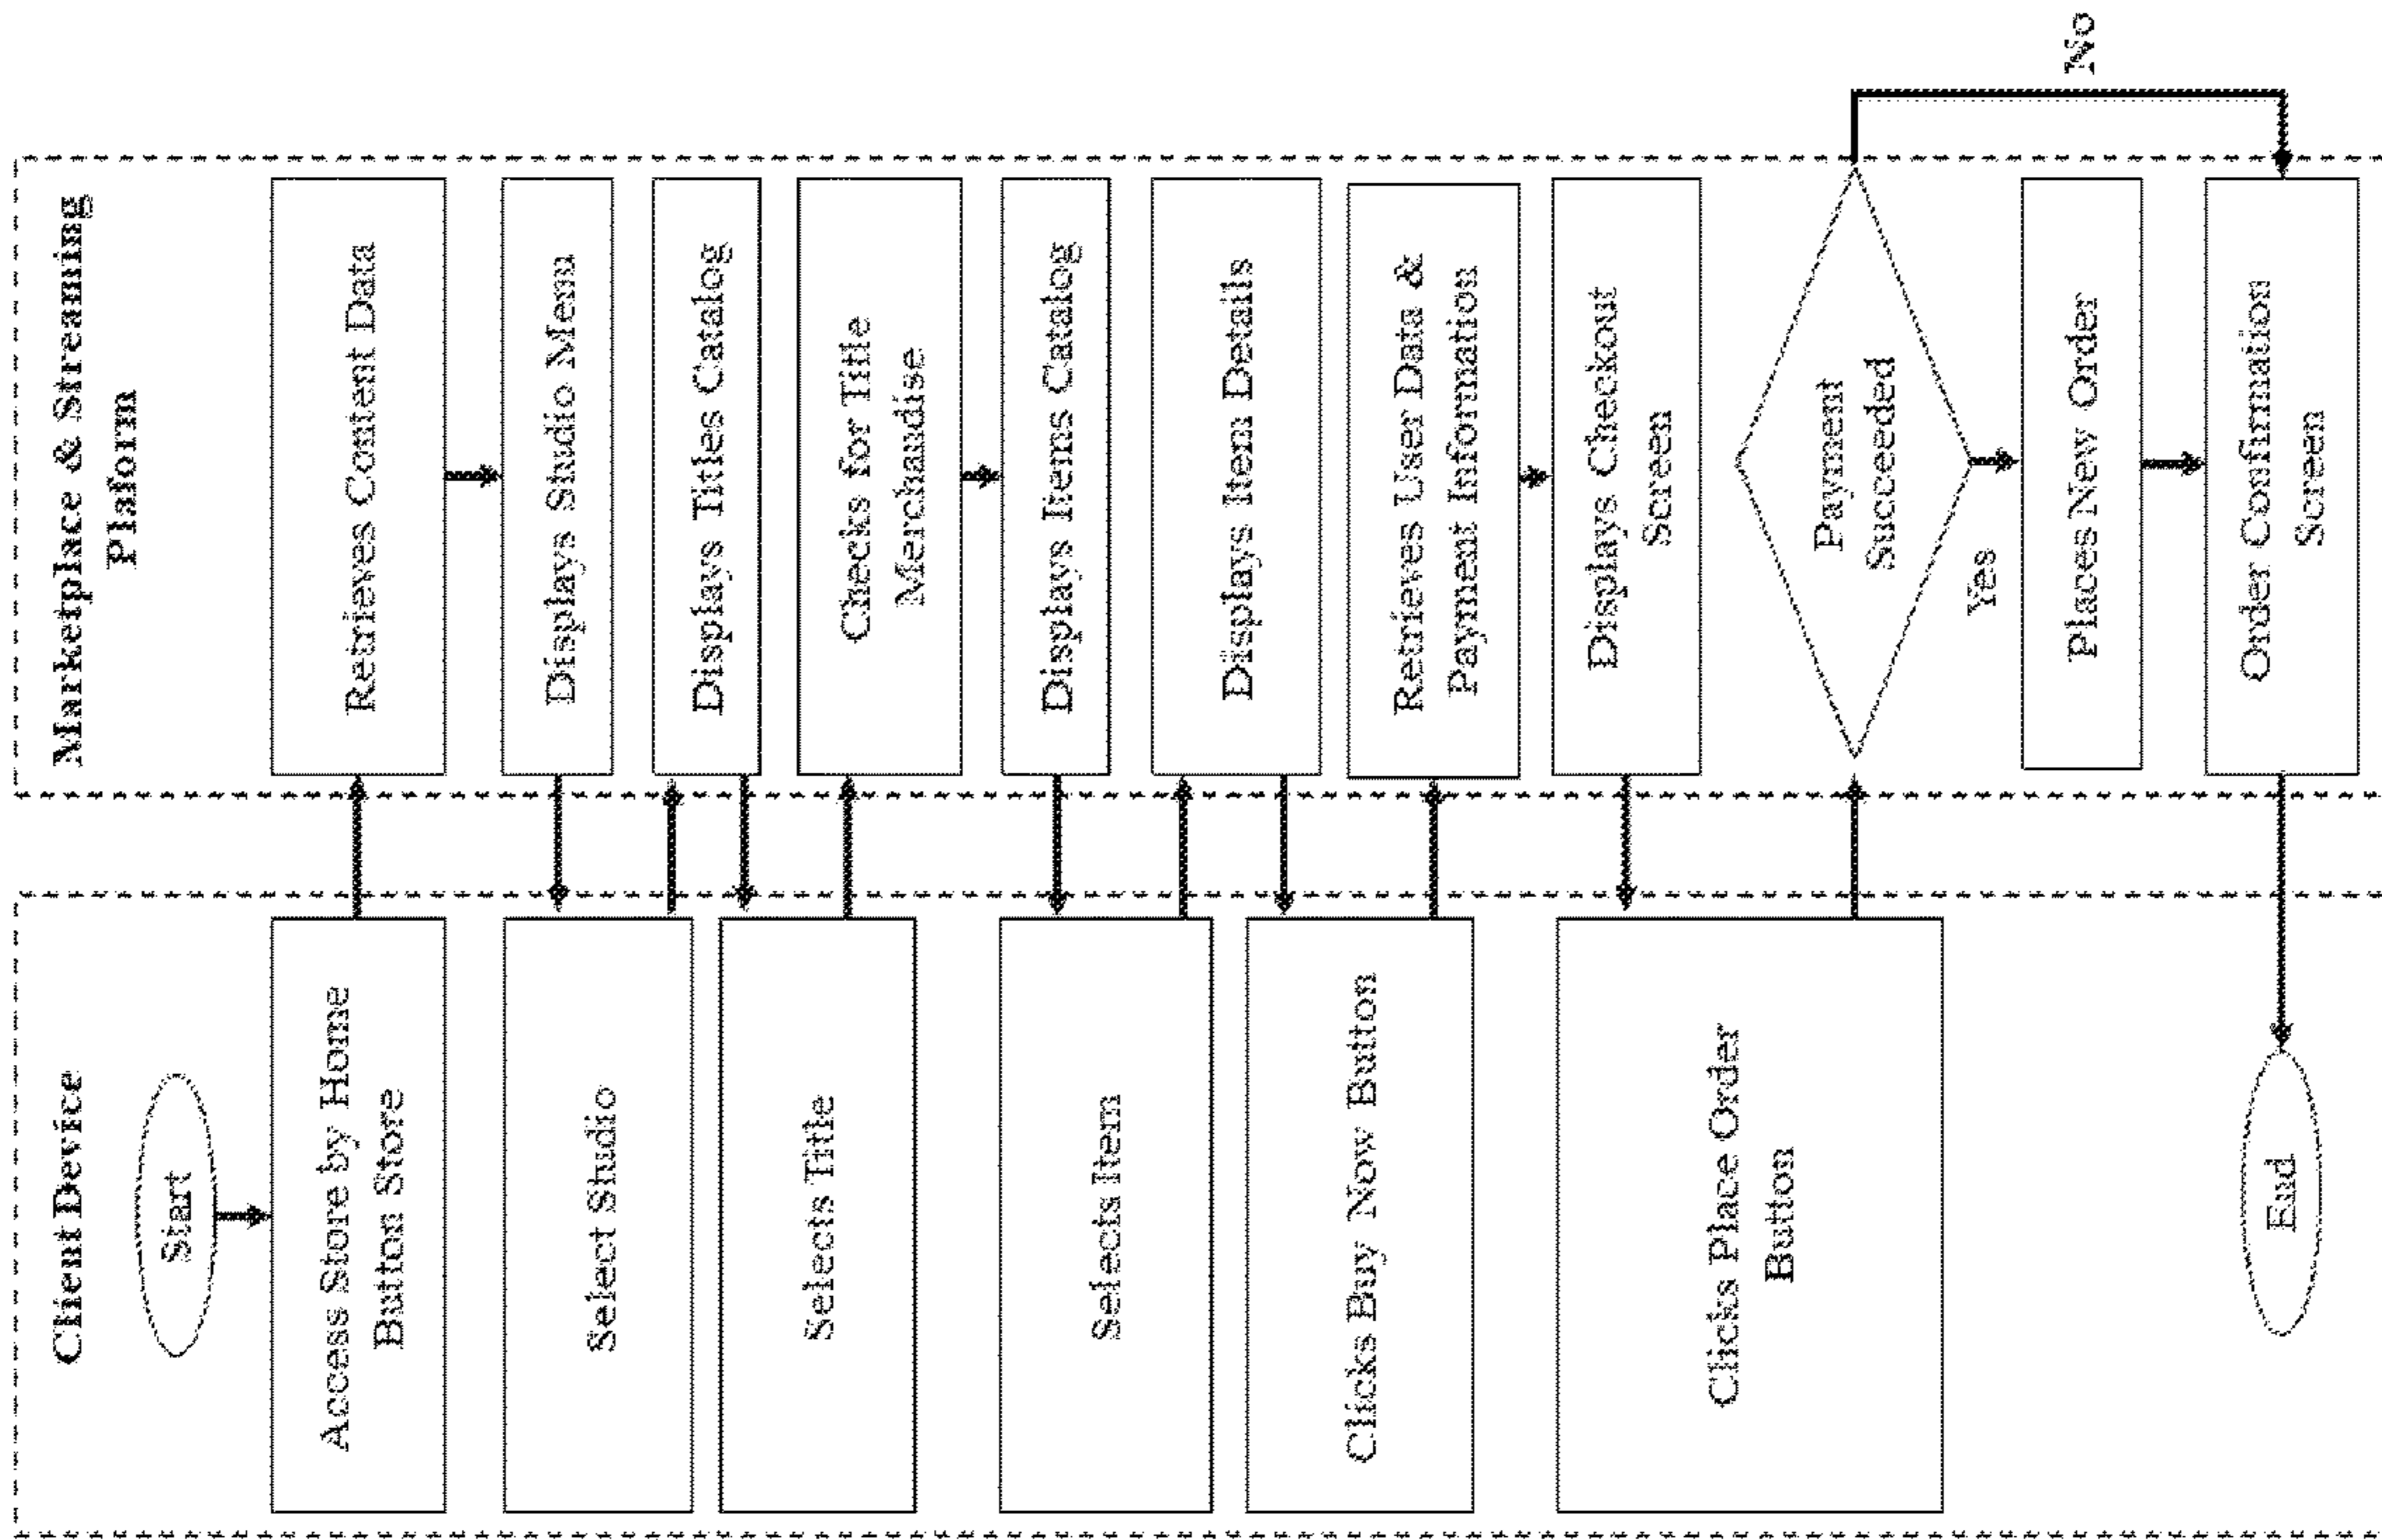 Client Device
Marketplace & Streaming
Plaform
Start
Access Store by Home
Button Store
Retrieves Content Data
Displays Studio Menu
Select Studio
Displays Titles Catalog
Selects Title
Checks for Title
Merchandise
Displays Items Catalog
Selects Item
Displays Item Details
Clicks Buy Now Button
Retrieves User Data &
Payment Information
Displays Checkout
Screen
Clicks Place Order
Button
Payment
Succeeded
Yes
No
Places New Order
Order Confirmation
Screen
End